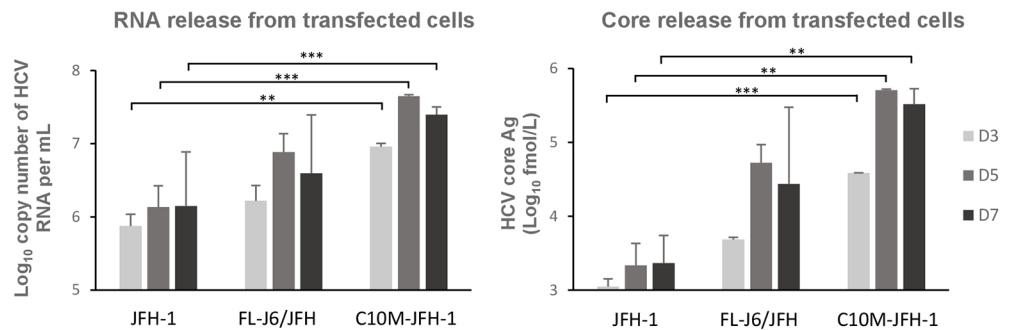 RNA release from transfected cells
Log10 copy number of HCV
RNA per mL
8
7
6
5
***
***
**
JFH-1
FL-J6/JFH
C10M-JFH-1
Core release from transfected cells
HCV core Ag
(Log10 fmol/L)
6
5
4
3
**
**
***
JFH-1
FL-J6/JFH
C10M-JFH-1
D3
D5
D7